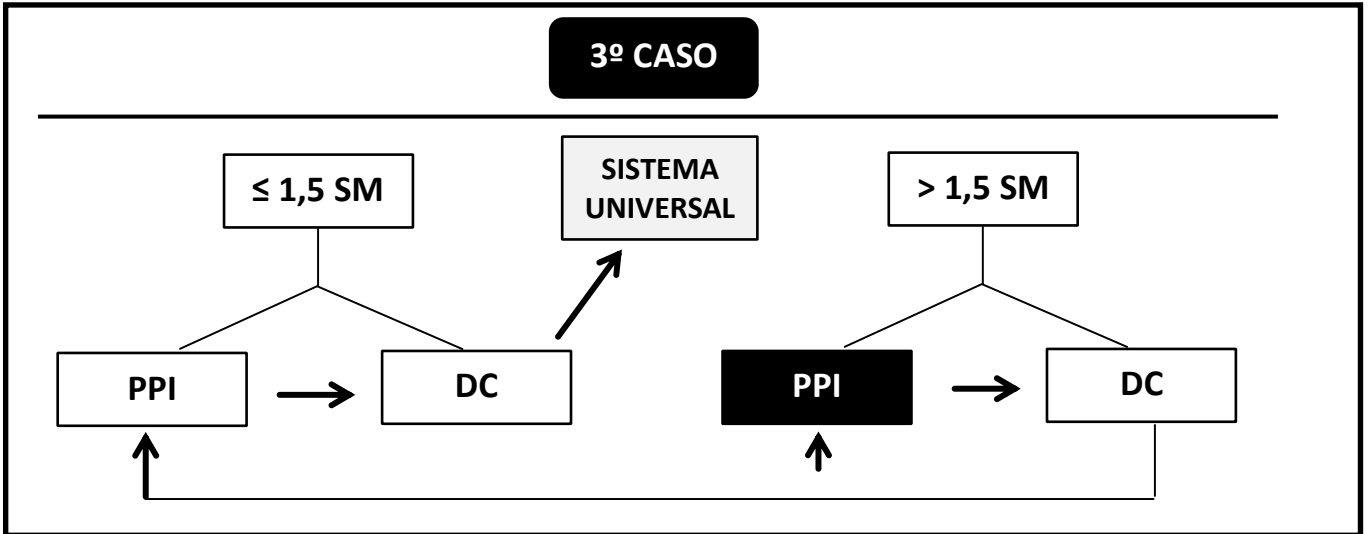 3º CASO
≤ 1,5 SM
SISTEMA
UNIVERSAL
> 1,5 SM
PPI
DC
PPI
DC